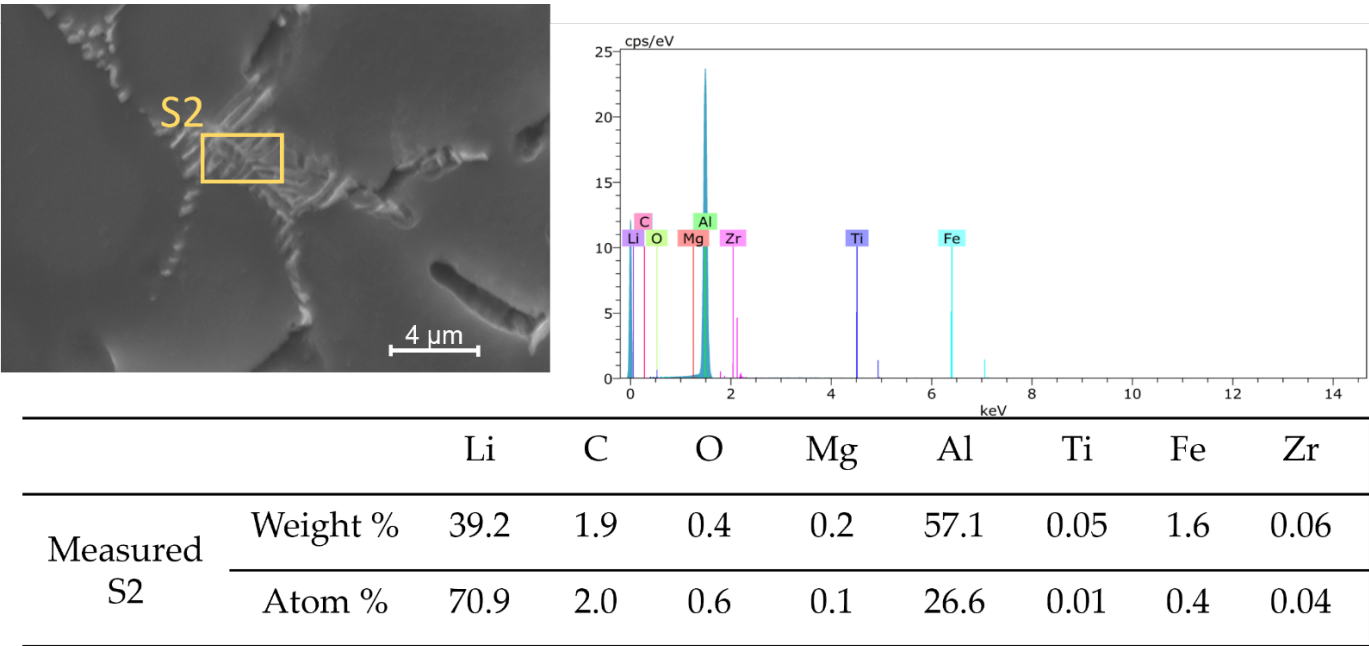 S2
4 µm
cps/eV
25
20
15
10
5
0
C Al
Li O Mg Zr Ti Fe
0 2 4 6 8 10 12 14
keV
Li C O Mg Al Ti Fe Zr
Measured S2
Weight % 39.2 1.9 0.4 0.2 57.1 0.05 1.6 0.06
Atom % 70.9 2.0 0.6 0.1 26.6 0.01 0.4 0.04